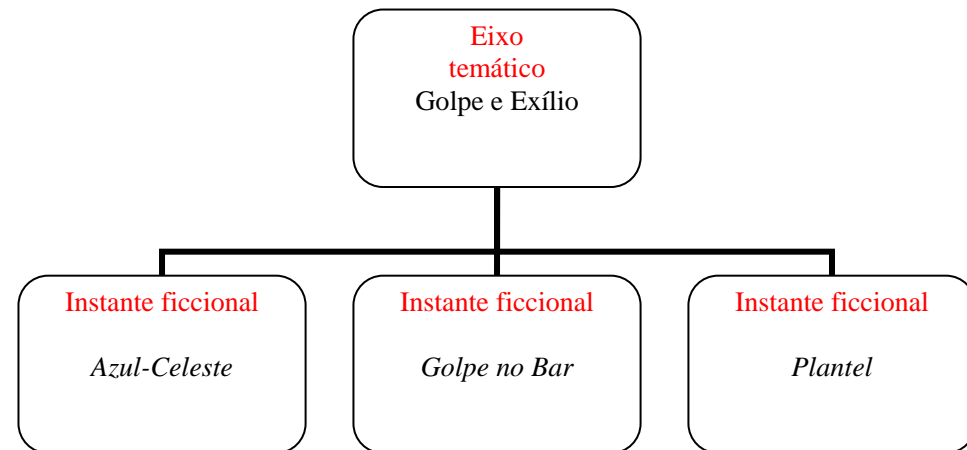 Eixo
temático
Golpe e Exílio
Instante ficcional
Azul-Celeste
Instante ficcional
Golpe no Bar
Instante ficcional
Plantel